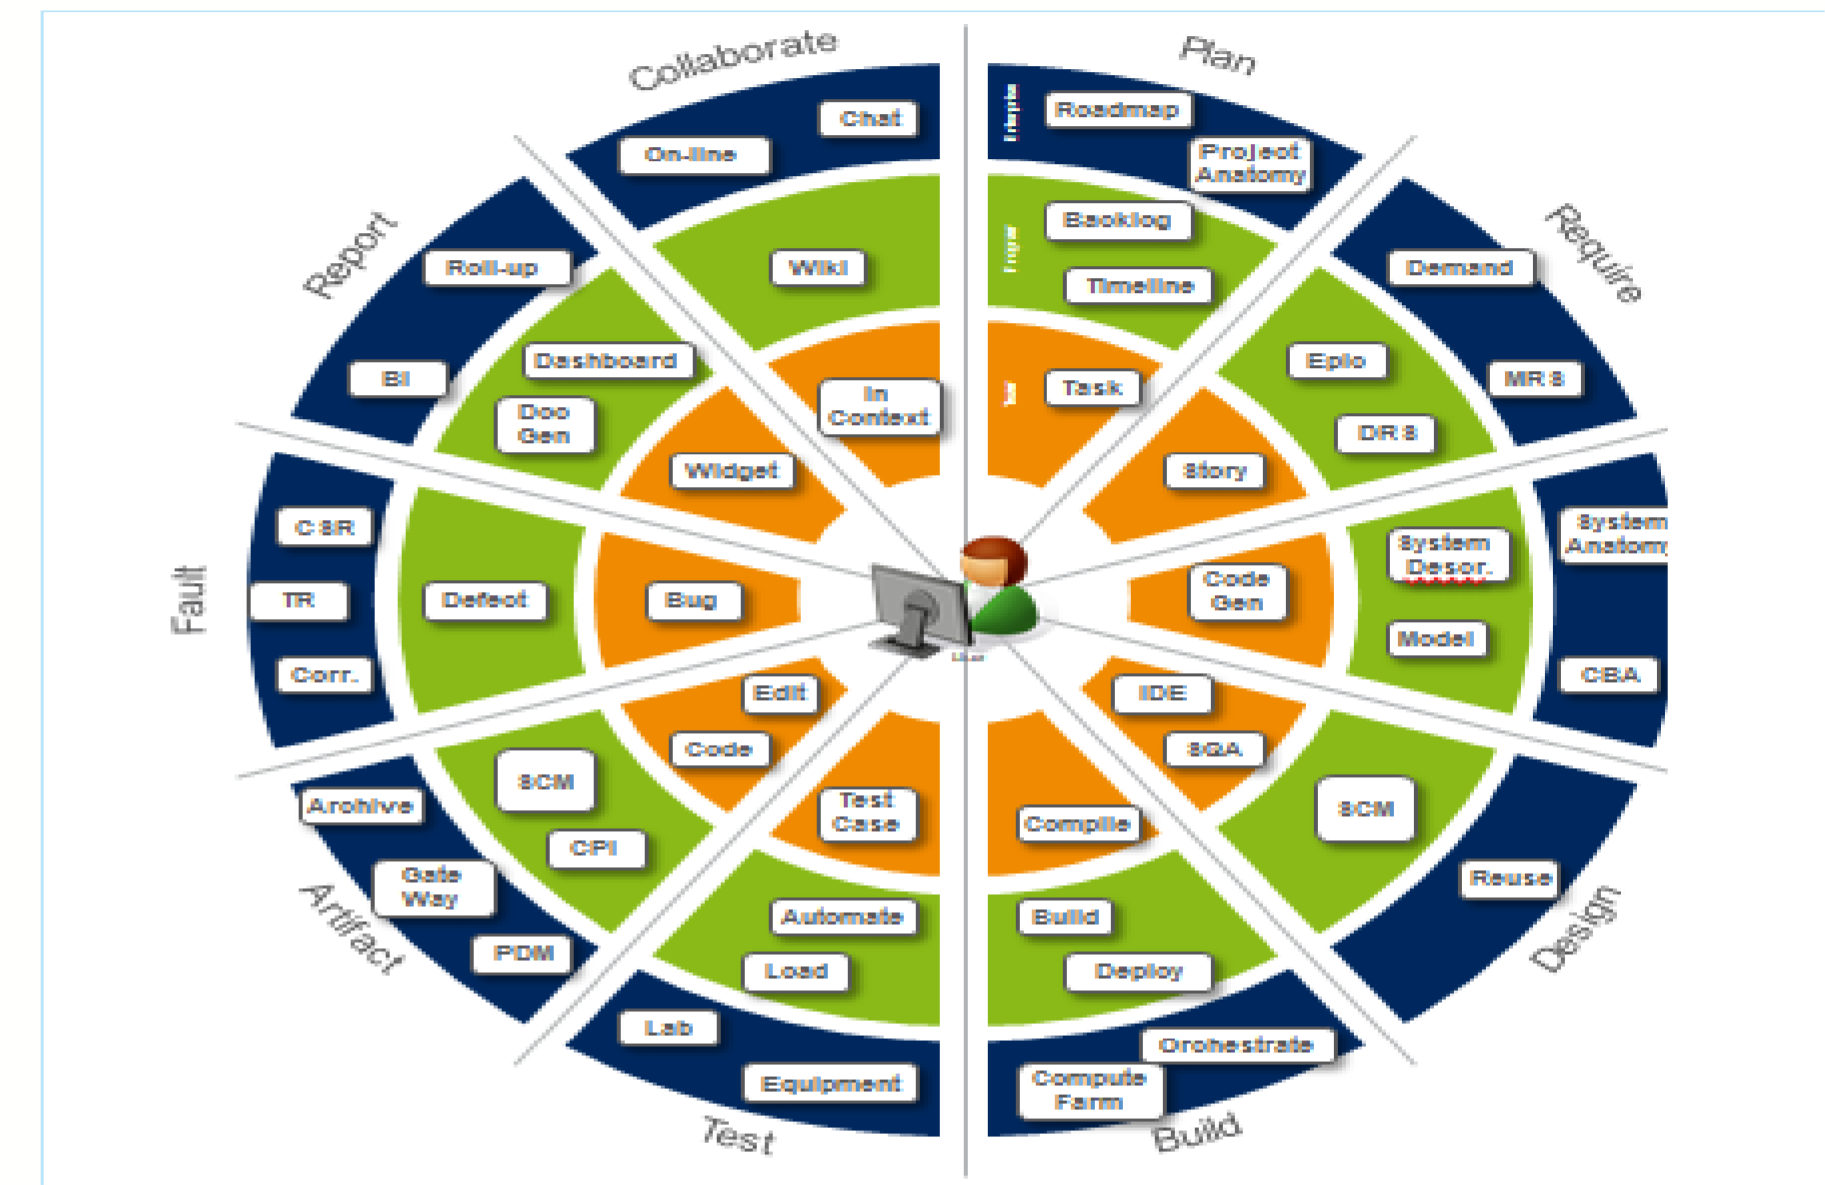 Collaborate
Plan
Chat
On-line
Roadmap
Project
Anatomy
Report
Require
Roll-up
BI
Wiki
Backlog
Timeline
Demand
MRS
Dashboard
Doc
Gen
Epic
DRS
In
Context
Task
Widget
Story
Fault
CSR
TR
Corr.
Defect
Bug
Code
Gen
System
Descr.
Model
System
Anatomy
CBA
Edit
Code
IDE
SQA
SCM
CPI
Test
Case
Compile
SCM
Archive
Gate
Way
PDM
Automate
Load
Build
Deploy
Reuse
Artifact
Design
Lab
Equipment
Orchestrate
Compute
Farm
Test
Build